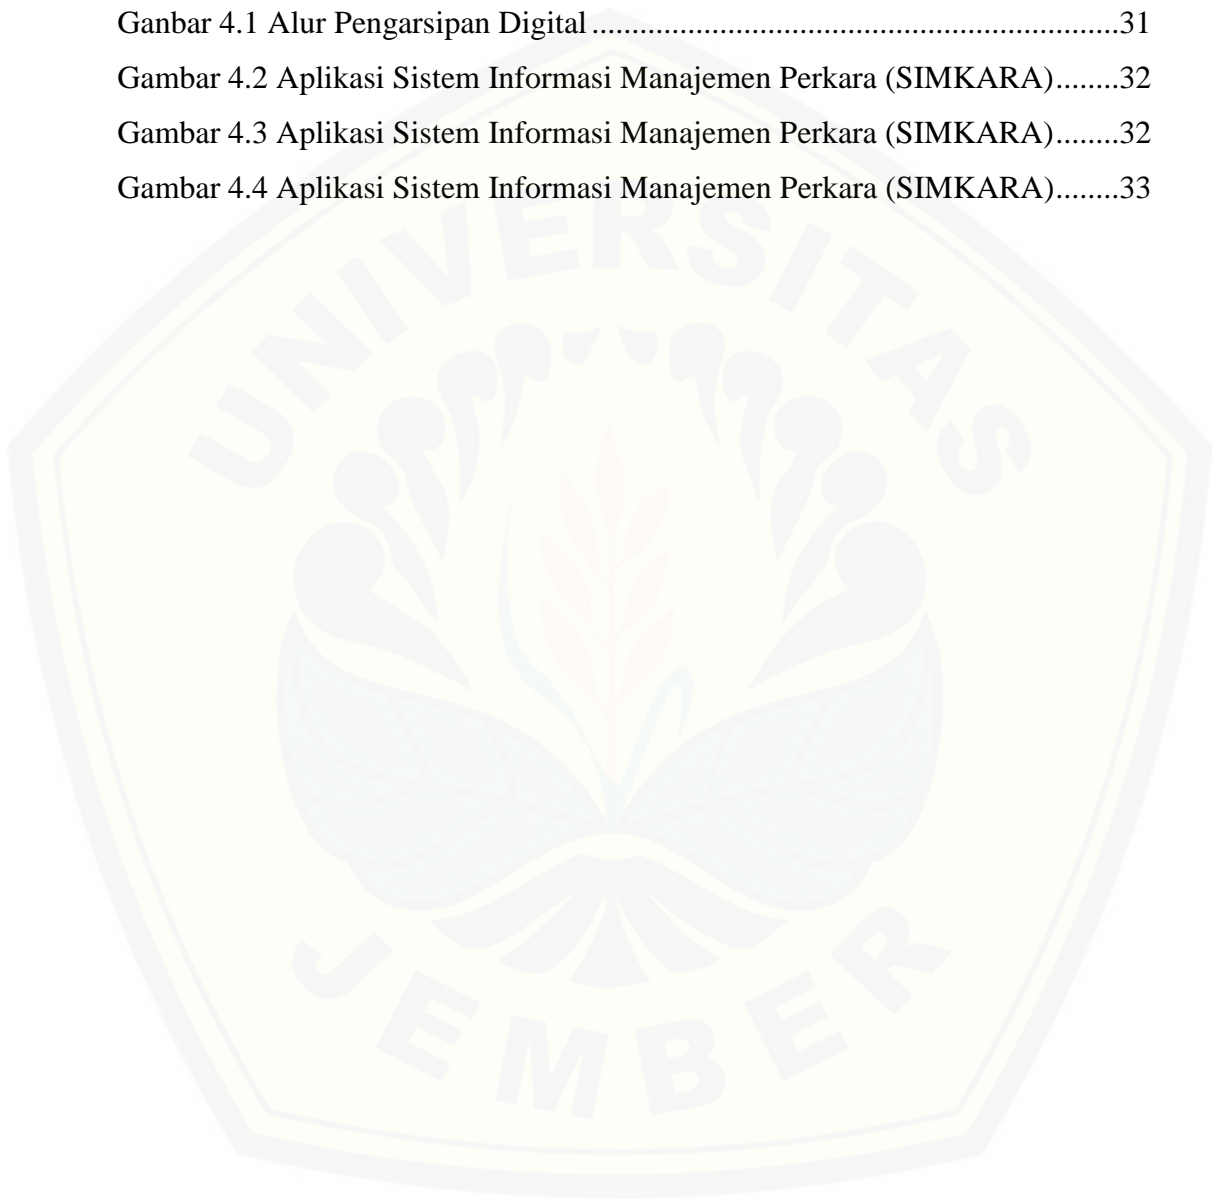 Ganbar 4.1 Alur Pengarsipan Digital..................................................................31
Gambar 4.2 Aplikasi Sistem Informasi Manajemen Perkara (SIMKARA)........32
Gambar 4.3 Aplikasi Sistem Informasi Manajemen Perkara (SIMKARA)........32
Gambar 4.4 Aplikasi Sistem Informasi Manajemen Perkara (SIMKARA)........33
UNIVERSITAS
JEMBER